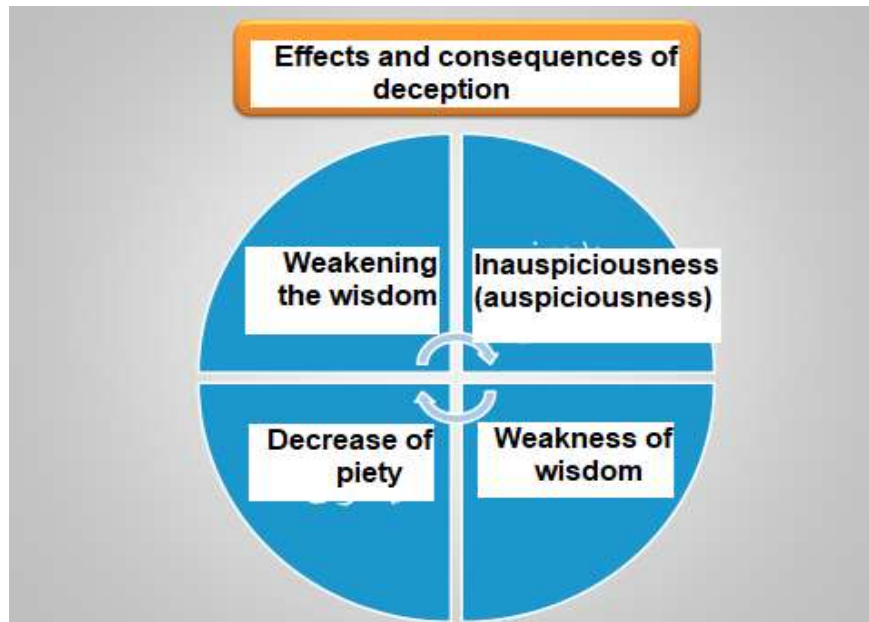 Effects and consequences of
deception
Weakening
the wisdom
Inauspiciousness
(auspiciousness)
Decrease of
piety
Weakness of
wisdom